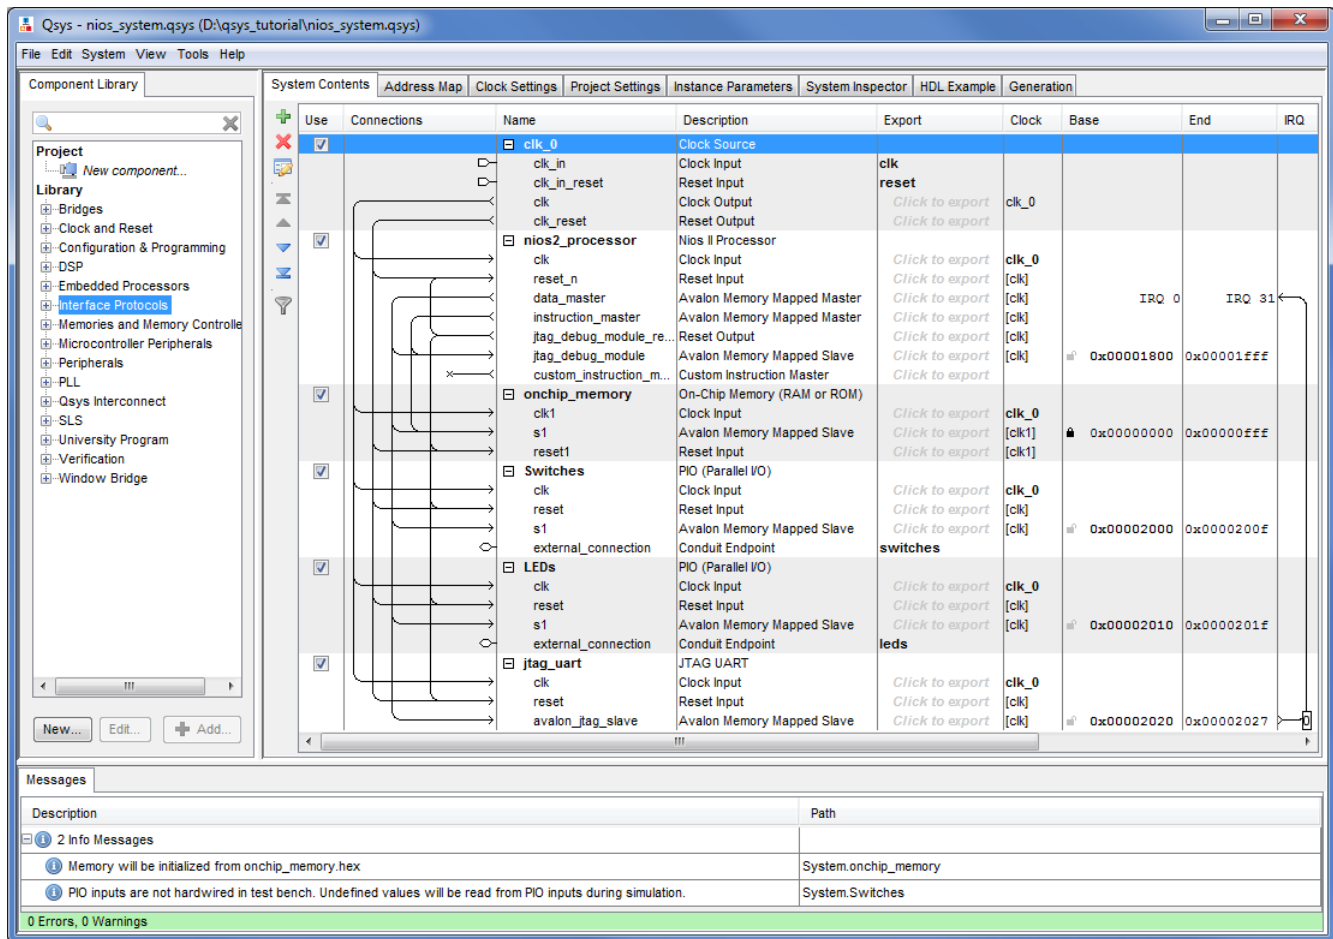 Qsys - nios_system.qsys (D:\qsys_tutorial\nios_system.qsys)
File Edit System View Tools Help
Component Library
Project
New component...
Library
Bridges
Clock and Reset
Configuration & Programming
DSP
Embedded Processors
Interface Protocols
Memories and Memory Controlle
Microcontroller Peripherals
Peripherals
PLL
Qsys Interconnect
SLS
University Program
Verification
Window Bridge
New... Edit... Add...
System Contents Address Map Clock Settings Project Settings Instance Parameters System Inspector HDL Example Generation
Use Connections Name Description Export Clock Base End IRQ
clk_0 Clock Source
clk_in Clock Input clk
clk_in_reset Reset Input reset
clk Clock Output Click to export clk_0
clk_reset Reset Output Click to export
nios2_processor Nios II Processor
clk Clock Input Click to export clk_0
reset_n Reset Input Click to export [clk]
data_master Avalon Memory Mapped Master Click to export [clk] IRQ 0 IRQ 31
instruction_master Avalon Memory Mapped Master Click to export [clk]
jtag_debug_module_re... Reset Output Click to export [clk]
jtag_debug_module Avalon Memory Mapped Slave Click to export [clk] 0x00001800 0x00001fff
custom_instruction_m... Custom Instruction Master Click to export
onchip_memory On-Chip Memory (RAM or ROM)
clk1 Clock Input Click to export clk_0
s1 Avalon Memory Mapped Slave Click to export [clk1] 0x00000000 0x00000fff
reset1 Reset Input Click to export [clk1]
Switches PIO (Parallel I/O)
clk Clock Input Click to export clk_0
reset Reset Input Click to export [clk]
s1 Avalon Memory Mapped Slave Click to export [clk] 0x00002000 0x0000200f
external_connection Conduit Endpoint switches
LEDs PIO (Parallel I/O)
clk Clock Input Click to export clk_0
reset Reset Input Click to export [clk]
s1 Avalon Memory Mapped Slave Click to export [clk] 0x00002010 0x0000201f
external_connection Conduit Endpoint leds
jtag_uart JTAG UART
clk Clock Input Click to export clk_0
reset Reset Input Click to export [clk]
avalon_jtag_slave Avalon Memory Mapped Slave Click to export [clk] 0x00002020 0x00002027 0
Messages
Description Path
2 Info Messages
Memory will be initialized from onchip_memory.hex System.onchip_memory
PIO inputs are not hardwired in test bench. Undefined values will be read from PIO inputs during simulation. System.Switches
0 Errors, 0 Warnings